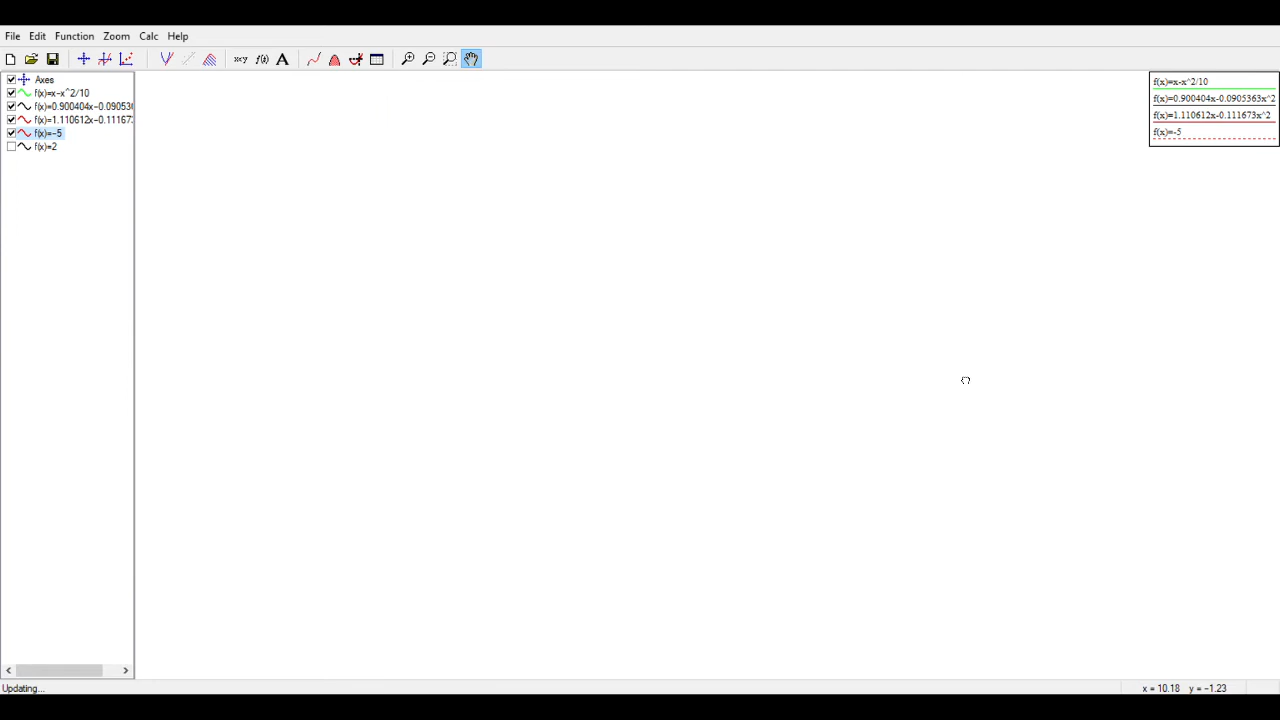 File Edit Function Zoom Calc Help
Axes
f(x)=x-x^2/10
f(x)=0.900404x-0.09053
f(x)=1.110612x-0.11167
f(x)=-5
f(x)=2
f(x)=x-x^2/10
f(x)=0.900404x-0.0905363x^2
f(x)=1.110612x-0.111673x^2
f(x)=-5
Updating...
x = 10.18 y = -1.23